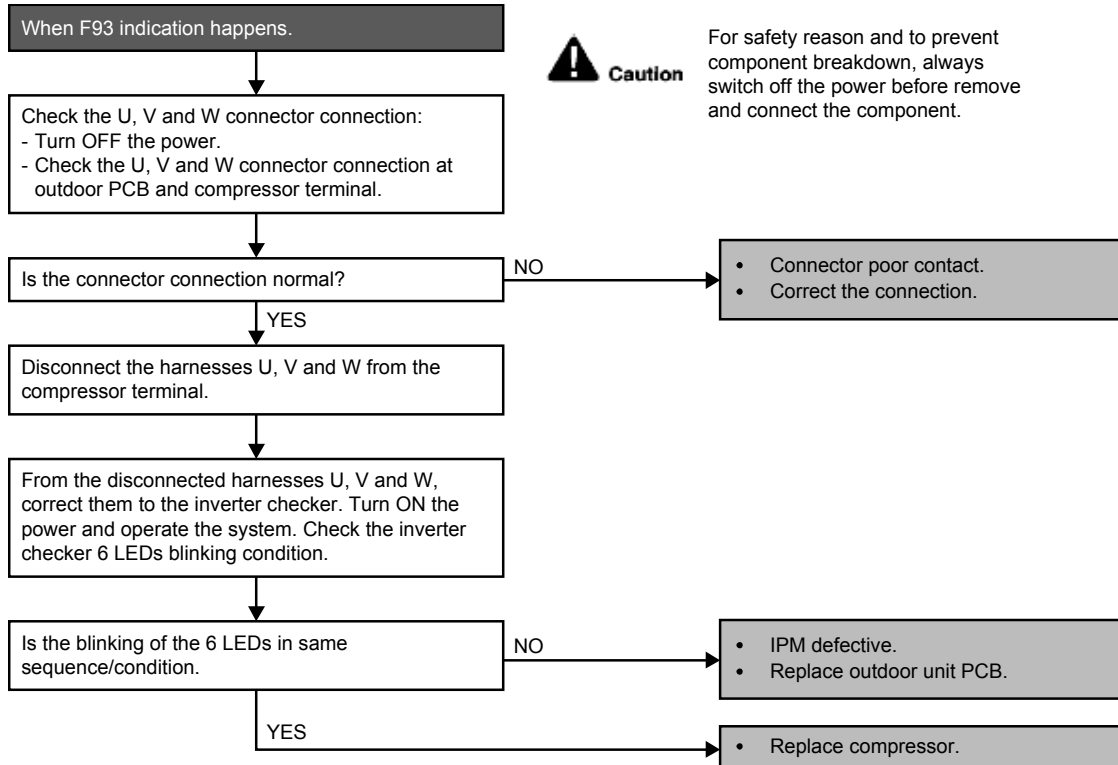 When F93 indication happens.
Caution
For safety reason and to prevent
component breakdown, always
switch off the power before remove
and connect the component.
Check the U, V and W connector connection:
- Turn OFF the power.
- Check the U, V and W connector connection at
outdoor PCB and compressor terminal.
Is the connector connection normal?
NO
• Connector poor contact.
• Correct the connection.
YES
Disconnect the harnesses U, V and W from the
compressor terminal.
From the disconnected harnesses U, V and W,
correct them to the inverter checker. Turn ON the
power and operate the system. Check the inverter
checker 6 LEDs blinking condition.
Is the blinking of the 6 LEDs in same
sequence/condition.
NO
• IPM defective.
• Replace outdoor unit PCB.
YES
• Replace compressor.